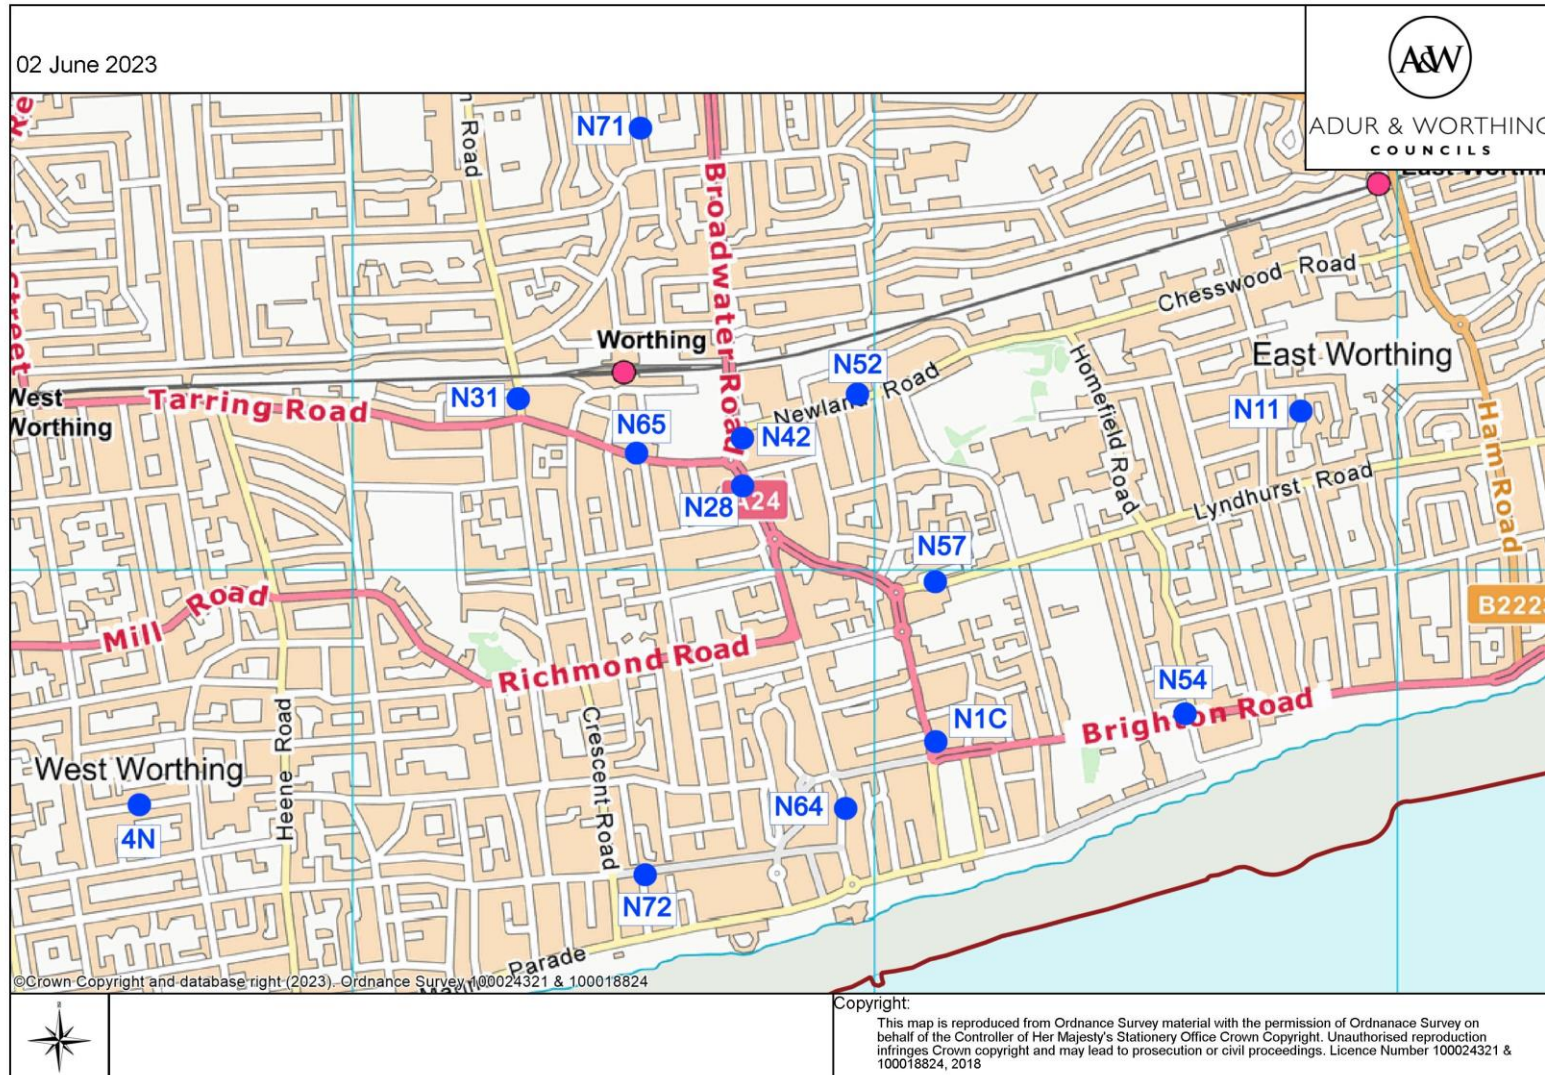 02 June 2023
A&W
ADUR & WORTHING
COUNCILS
Road
N71
Broadwater Road
Street
Worthing
East Worthing
Chesswood Road
West
Worthing
Tarring Road
N31
N65
N52
Newland Road
N42
N28
A24
Homefield Road
East Worthing
N11
Ham Road
Lyndhurst Road
N57
B2223
Mill Road
Richmond Road
N54
Brighton Road
N1C
West Worthing
4N
Heene Road
Crescent Road
N64
N72
Parade
©Crown Copyright and database right (2023). Ordnance Survey 100024321 & 100018824
Copyright:
This map is reproduced from Ordnance Survey material with the permission of Ordnanace Survey on
behalf of the Controller of Her Majesty's Stationery Office Crown Copyright. Unauthorised reproduction
infringes Crown copyright and may lead to prosecution or civil proceedings. Licence Number 100024321 &
100018824, 2018